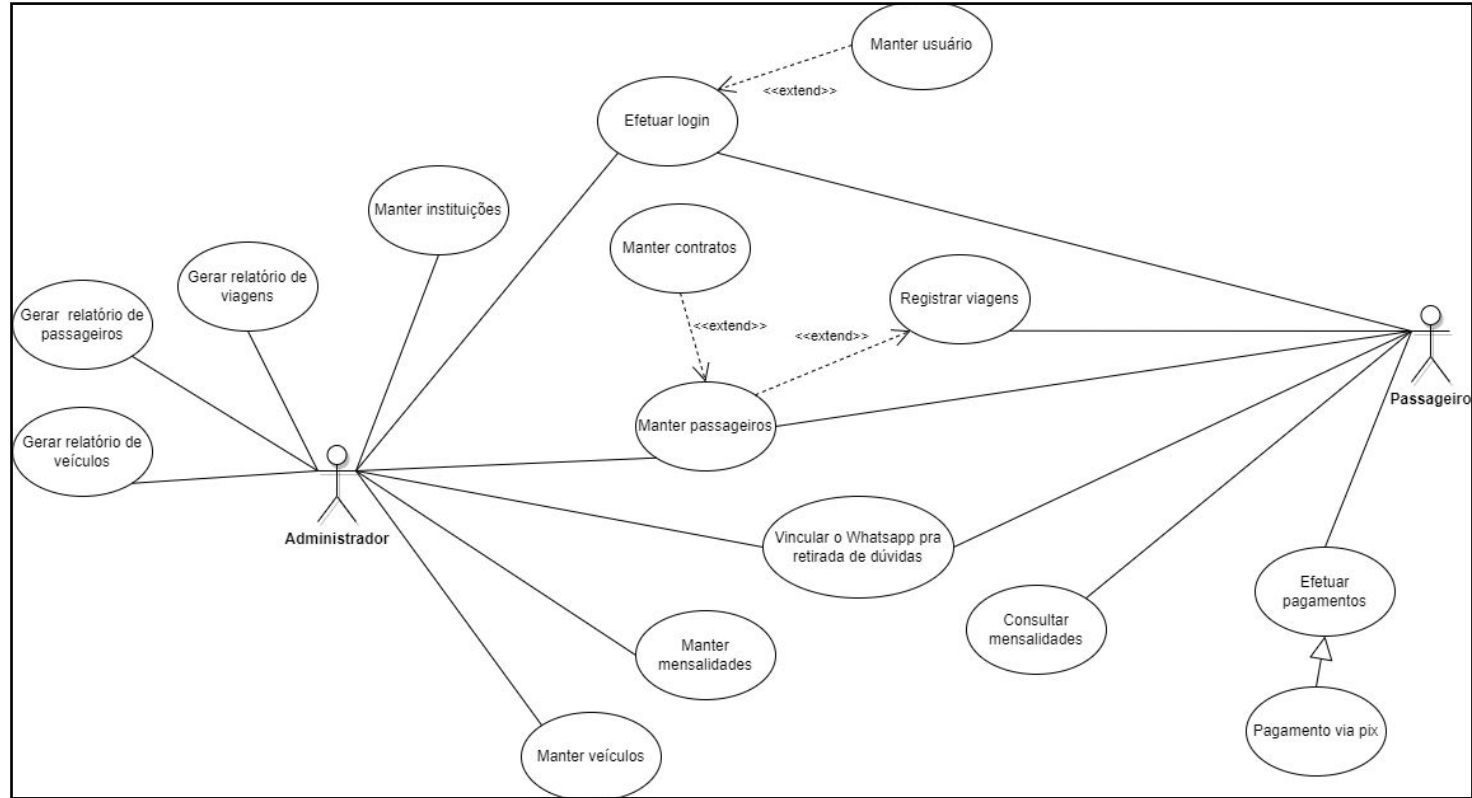 Manter usuário
<<extend>>
Efetuar login
Manter instituições
Manter contratos
Gerar relatório de
viagens
Registrar viagens
Gerar relatório de
passageiros
<<extend>>
<<extend>>
Passageiro
Manter passageiros
Gerar relatório de
veículos
Administrador
Vincular o Whatsapp pra
retirada de dúvidas
Efetuar
pagamentos
Consultar
mensalidades
Manter
mensalidades
Pagamento via pix
Manter veículos